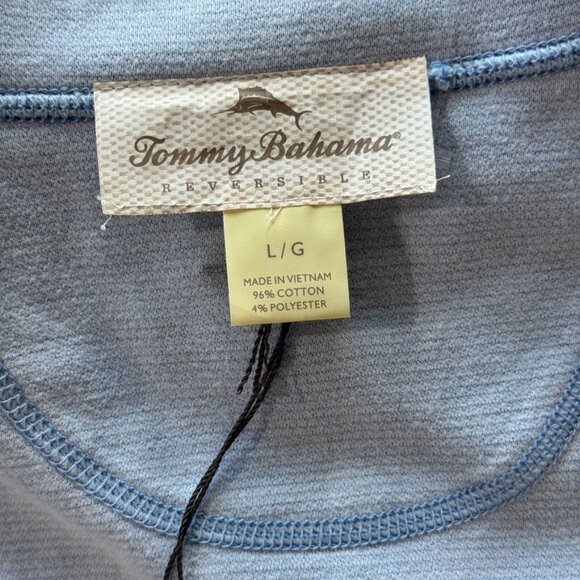 Tommy Bahama®
REVERSIBLE
L/G
MADE IN VIETNAM
96% COTTON
4% POLYESTER